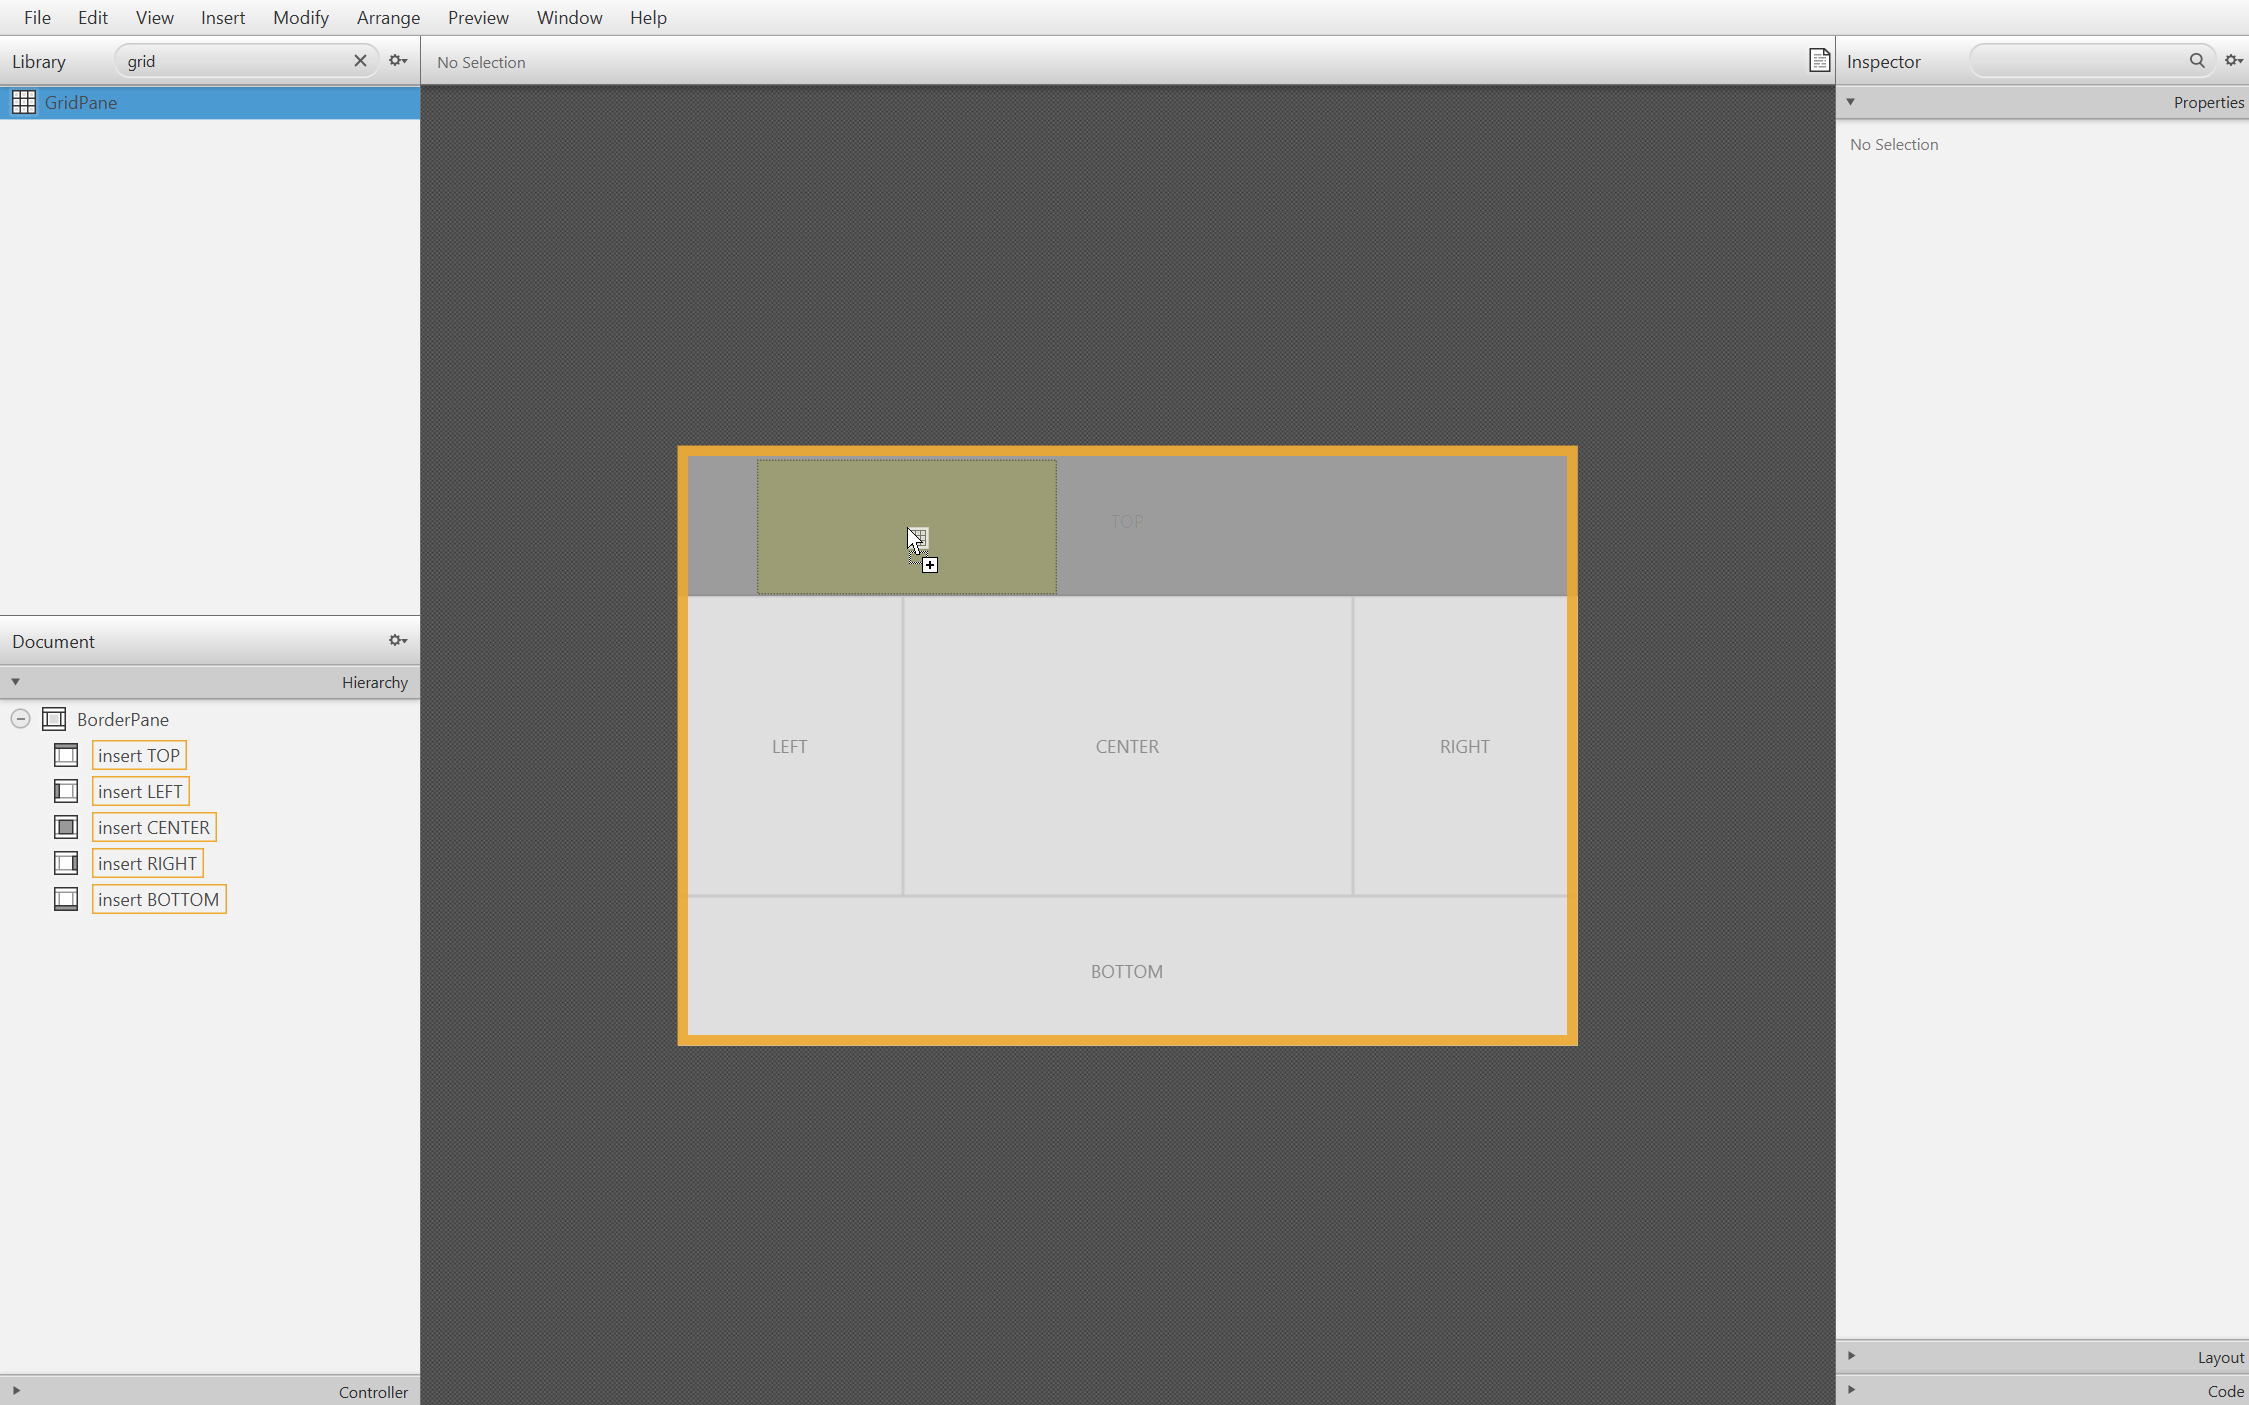 File Edit View Insert Modify Arrange Preview Window Help
Library grid
No Selection
Inspector
GridPane
Properties
No Selection
TOP
LEFT
CENTER
RIGHT
BOTTOM
Document
Hierarchy
BorderPane
insert TOP
insert LEFT
insert CENTER
insert RIGHT
insert BOTTOM
Controller
Layout
Code